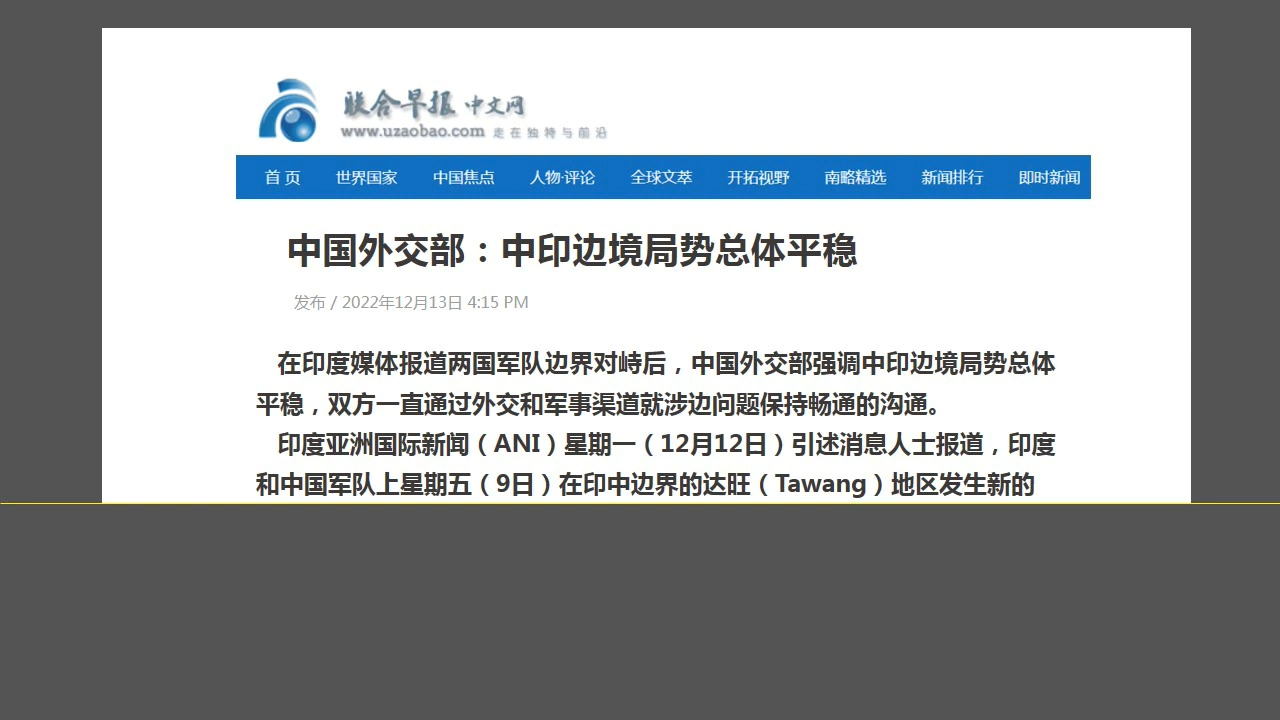 联合早报 中文网
www.uzaobao.com 走在独特与前沿
首 页 世界国家 中国焦点 人物·评论 全球文萃 开拓视野 南略精选 新闻排行 即时新闻
中国外交部：中印边境局势总体平稳
发布 / 2022年12月13日 4:15 PM
在印度媒体报道两国军队边界对峙后，中国外交部强调中印边境局势总体
平稳，双方一直通过外交和军事渠道就涉边问题保持畅通的沟通。
印度亚洲国际新闻（ANI）星期一（12月12日）引述消息人士报道，印度
和中国军队上星期五（9日）在印中边界的达旺（Tawang）地区发生新的